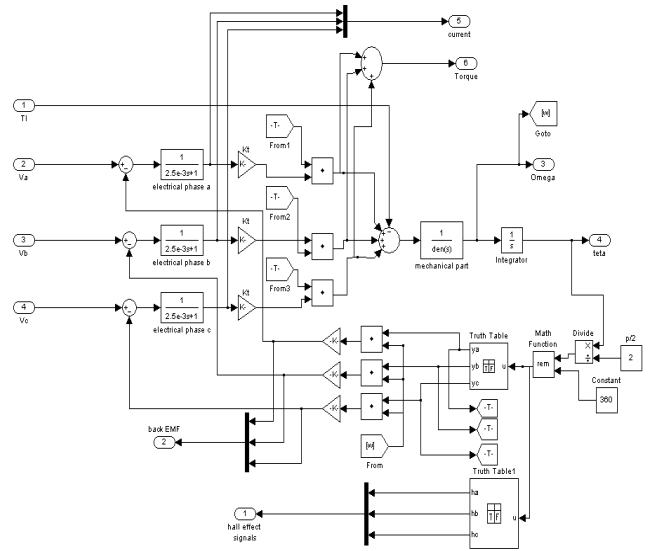 5
current
6
Torque
1
Tl
-T-
From1
[w]
Goto
2
Va
1
2.5e-3s+1
electrical phase a
Kt
K-
3
Omega
-T-
From2
3
Vb
1
2.5e-3s+1
electrical phase b
Kt
K-
1
den(s)
mechanical part
1
s
Integrator
4
teta
-T-
From3
4
Vc
1
2.5e-3s+1
electrical phase c
Kt
K-
Truth Table
ya
yb
yc
u
T F
Math
Function
rem
Divide
×
÷
p/2
2
Constant
360
-K-
-K-
-K-
-T-
-T-
-T-
back EMF
2
[w]
From
Truth Table1
ha
hb
hc
u
T F
1
hall effect
signals